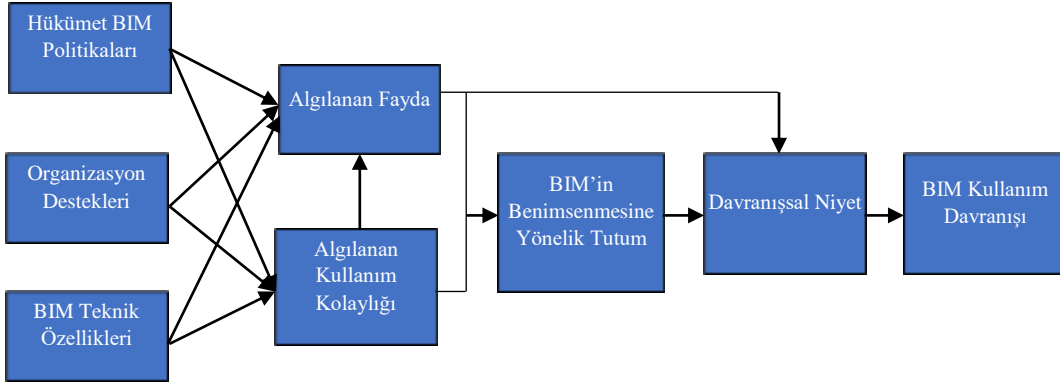 Hükümet BIM
Politikaları
Organizasyon
Destekleri
BIM Teknik
Özellikleri
Algılanan Fayda
Algılanan
Kullanım
Kolaylığı
BIM’in
Benimsenmesine
Yönelik Tutum
Davranışsal Niyet
BIM Kullanım
Davranışı